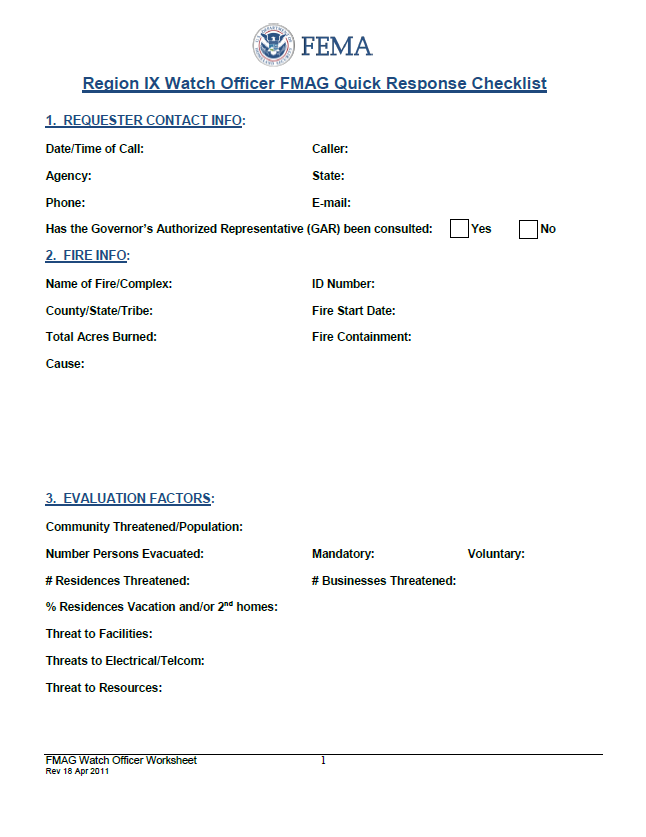 FEMA
Region IX Watch Officer FMAG Quick Response Checklist
1. REQUESTER CONTACT INFO:
Date/Time of Call: Caller:
Agency: State:
Phone: E-mail:
Has the Governor's Authorized Representative (GAR) been consulted: Yes No
2. FIRE INFO:
Name of Fire/Complex: ID Number:
County/State/Tribe: Fire Start Date:
Total Acres Burned: Fire Containment:
Cause:
3. EVALUATION FACTORS:
Community Threatened/Population:
Number Persons Evacuated: Mandatory: Voluntary:
# Residences Threatened: # Businesses Threatened:
% Residences Vacation and/or 2nd homes:
Threat to Facilities:
Threats to Electrical/Telcom:
Threat to Resources:
FMAG Watch Officer Worksheet 1
Rev 18 Apr 2011